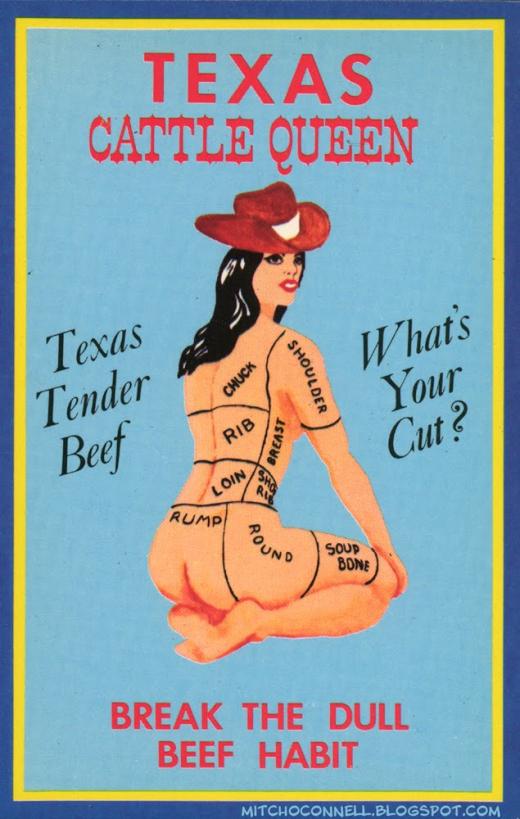 TEXAS
CATTLE QUEEN
Texas
Tender
Beef
What's
Your
Cut?
CHUCK
SHOULDER
RIB
BREAST
LOIN
SHORT
RIB
RUMP
ROUND
SOUP
BONE
BREAK THE DULL
BEEF HABIT
MITCHOCONNELL.BLOGSPOT.COM